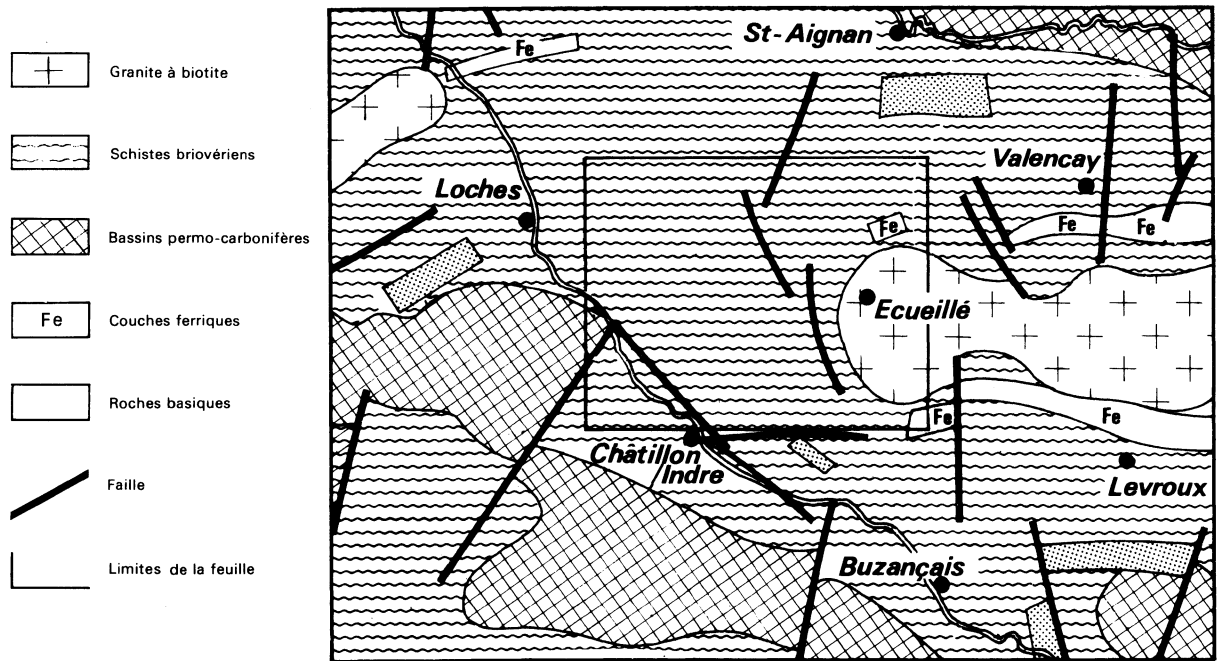 Granite à biotite
Schistes briovériens
Bassins permo-carbonifères
Fe
Couches ferriques
Roches basiques
Faille
Limites de la feuille
St-Aignan
Fe
Valencay
Loches
Fe
Fe
Fe
Ecueillé
Fe
Fe
Châtillon
Indre
Levroux
Buzançais